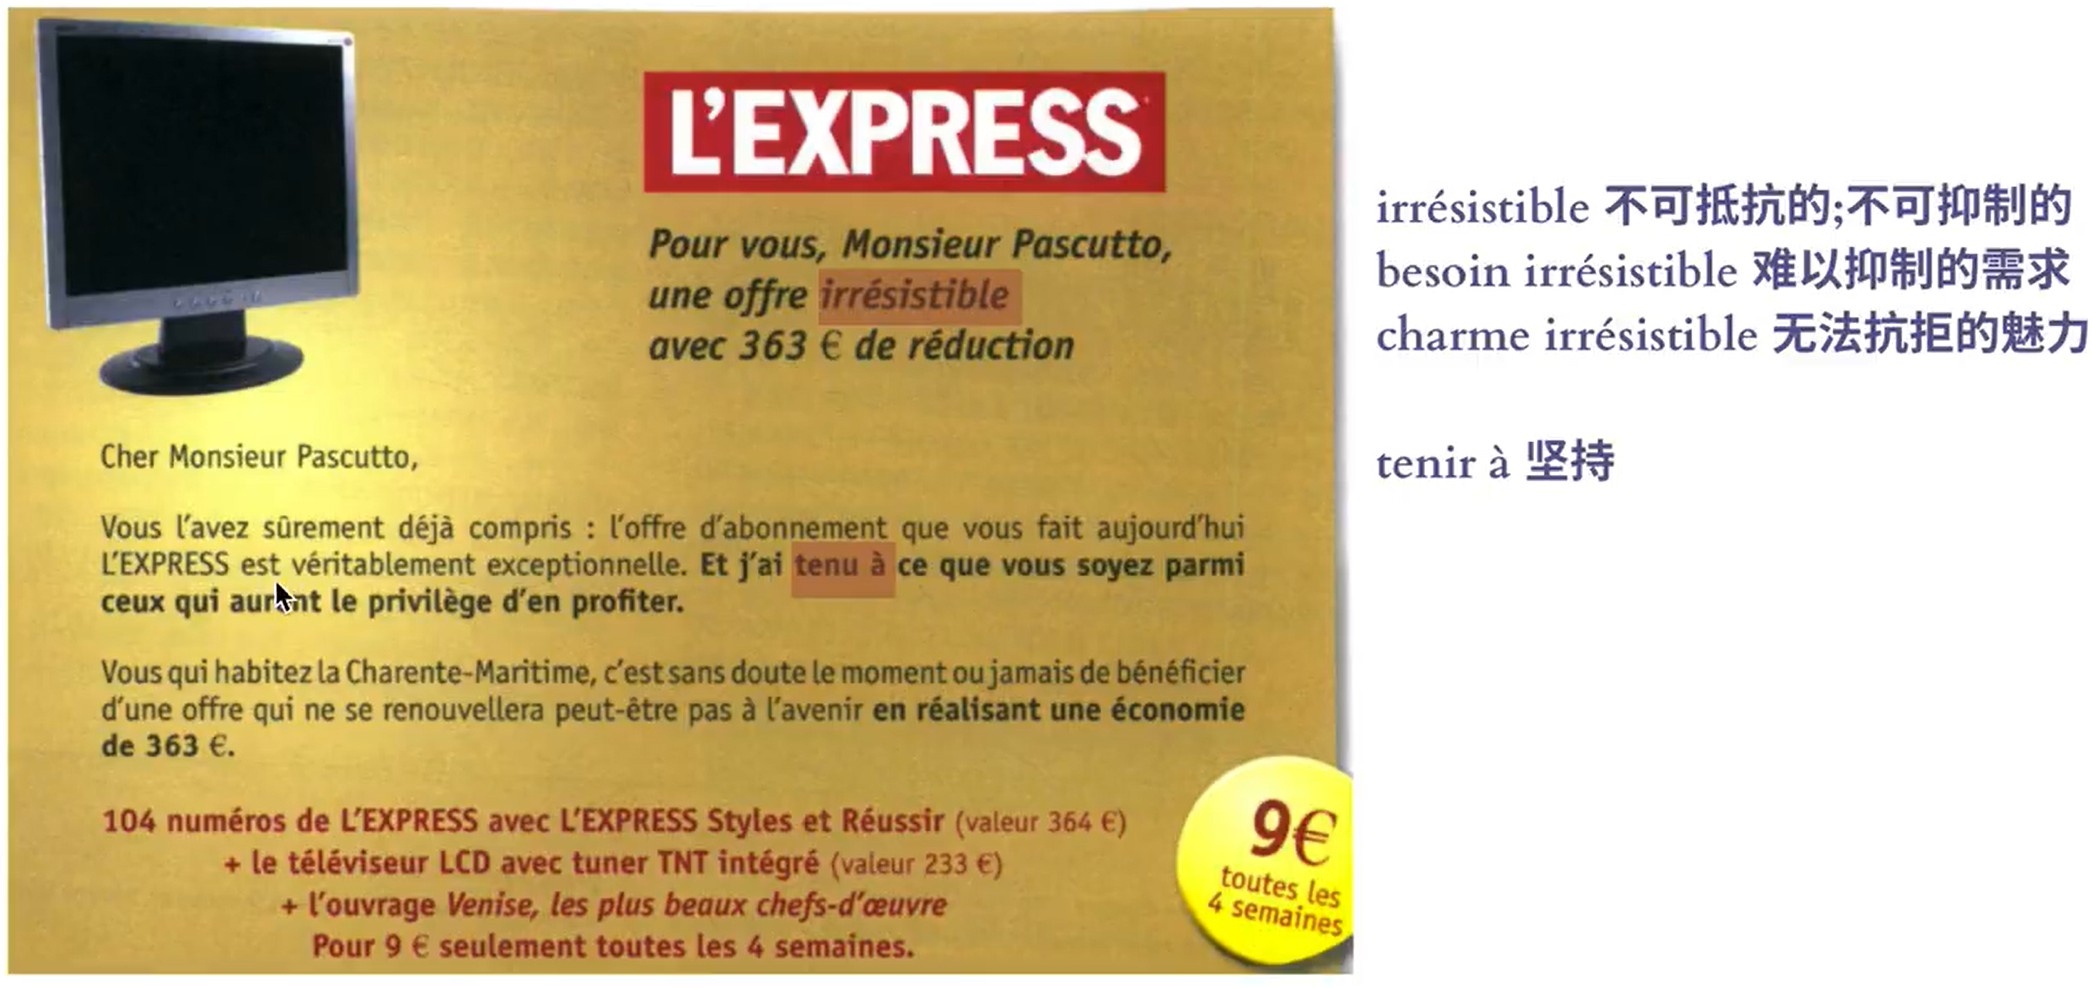 L'EXPRESS
Pour vous, Monsieur Pascutto,
une offre irrésistible
avec 363 € de réduction
Cher Monsieur Pascutto,
Vous l'avez sûrement déjà compris : l'offre d'abonnement que vous fait aujourd'hui
L'EXPRESS est véritablement exceptionnelle. Et j'ai tenu à ce que vous soyez parmi
ceux qui auront le privilège d'en profiter.
Vous qui habitez la Charente-Maritime, c'est sans doute le moment ou jamais de bénéficier
d'une offre qui ne se renouvellera peut-être pas à l'avenir en réalisant une économie
de 363 €.
104 numéros de L'EXPRESS avec L'EXPRESS Styles et Réussir (valeur 364 €)
+ le téléviseur LCD avec tuner TNT intégré (valeur 233 €)
+ l'ouvrage Venise, les plus beaux chefs-d'œuvre
Pour 9 € seulement toutes les 4 semaines.
9€
toutes les
4 semaines
irrésistible 不可抵抗的;不可抑制的
besoin irrésistible 难以抑制的需求
charme irrésistible 无法抗拒的魅力
tenir à 坚持